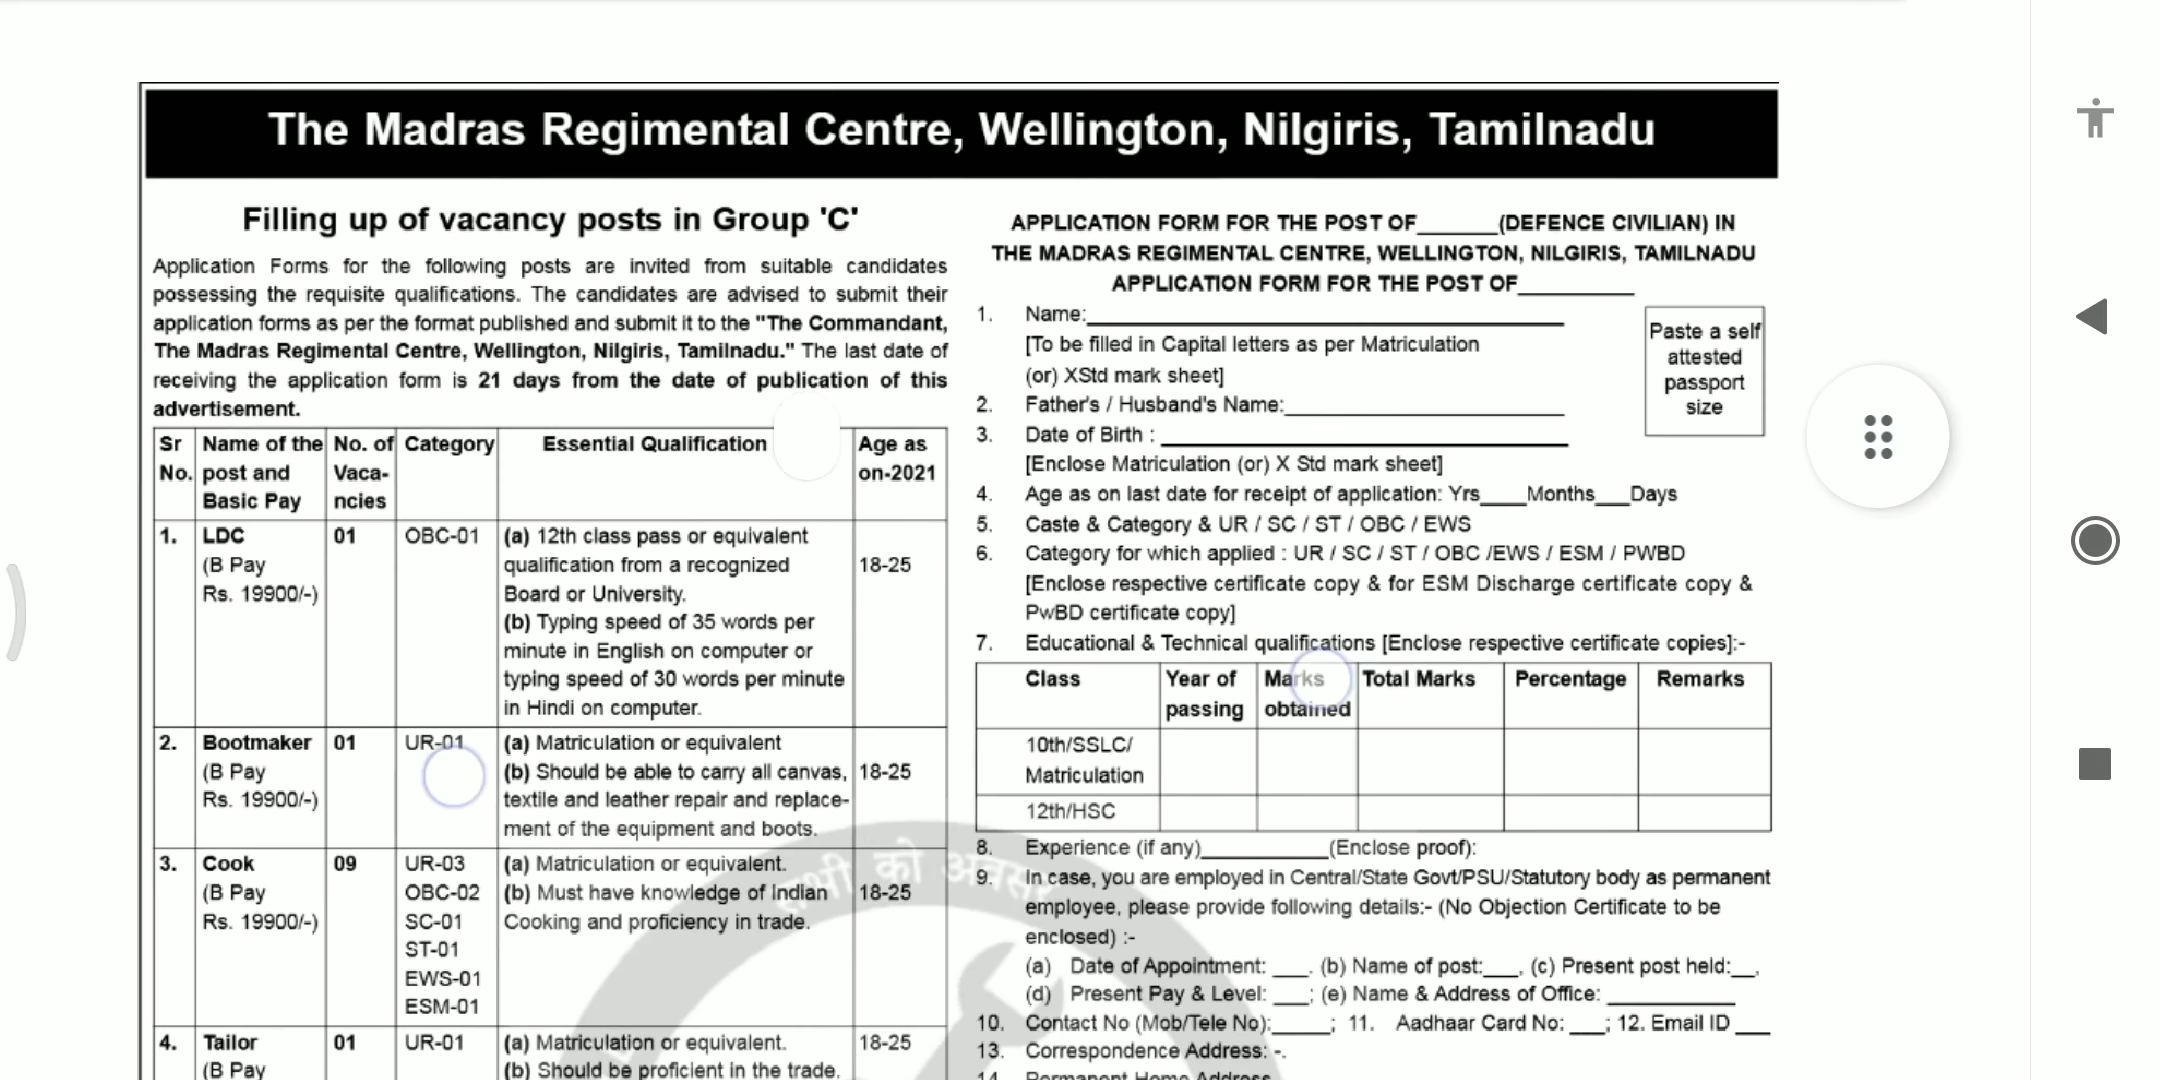 The Madras Regimental Centre, Wellington, Nilgiris, Tamilnadu
Filling up of vacancy posts in Group 'C'
Application Forms for the following posts are invited from suitable candidates
possessing the requisite qualifications. The candidates are advised to submit their
application forms as per the format published and submit it to the "The Commandant,
The Madras Regimental Centre, Wellington, Nilgiris, Tamilnadu." The last date of
receiving the application form is 21 days from the date of publication of this
advertisement.
Sr No. Name of the post and Basic Pay No. of Vaca- ncies Category Essential Qualification Age as on-2021
1. LDC 01 OBC-01 (a) 12th class pass or equivalent
(B Pay qualification from a recognized 18-25
Rs. 19900/-) Board or University.
(b) Typing speed of 35 words per
minute in English on computer or
typing speed of 30 words per minute
in Hindi on computer.
2. Bootmaker 01 UR-01 (a) Matriculation or equivalent
(B Pay (b) Should be able to carry all canvas, 18-25
Rs. 19900/-) textile and leather repair and replace-
ment of the equipment and boots.
3. Cook 09 UR-03 (a) Matriculation or equivalent.
(B Pay OBC-02 (b) Must have knowledge of Indian 18-25
Rs. 19900/-) SC-01 Cooking and proficiency in trade.
ST-01
EWS-01
ESM-01
4. Tailor 01 UR-01 (a) Matriculation or equivalent. 18-25
(B Pay (b) Should be proficient in the trade.
APPLICATION FORM FOR THE POST OF______(DEFENCE CIVILIAN) IN
THE MADRAS REGIMENTAL CENTRE, WELLINGTON, NILGIRIS, TAMILNADU
APPLICATION FORM FOR THE POST OF_________
1. Name:
[To be filled in Capital letters as per Matriculation
(or) XStd mark sheet]
Paste a self
attested
passport
size
2. Father's / Husband's Name:
3. Date of Birth :
[Enclose Matriculation (or) X Std mark sheet]
4. Age as on last date for receipt of application: Yrs___Months___Days
5. Caste & Category & UR / SC / ST / OBC / EWS
6. Category for which applied : UR / SC / ST / OBC /EWS / ESM / PWBD
[Enclose respective certificate copy & for ESM Discharge certificate copy &
PwBD certificate copy]
7. Educational & Technical qualifications [Enclose respective certificate copies]:-
Class Year of passing Marks obtained Total Marks Percentage Remarks
10th/SSLC/
Matriculation
12th/HSC
8. Experience (if any)__________(Enclose proof):
9. In case, you are employed in Central/State Govt/PSU/Statutory body as permanent
employee, please provide following details:- (No Objection Certificate to be
enclosed) :-
(a) Date of Appointment: ___. (b) Name of post:___, (c) Present post held:__,
(d) Present Pay & Level: ___; (e) Name & Address of Office: __________
10. Contact No (Mob/Tele No):_____; 11. Aadhaar Card No: ___; 12. Email ID ___
13. Correspondence Address: -.
14. Permanent Home Address
सभी को अवसर